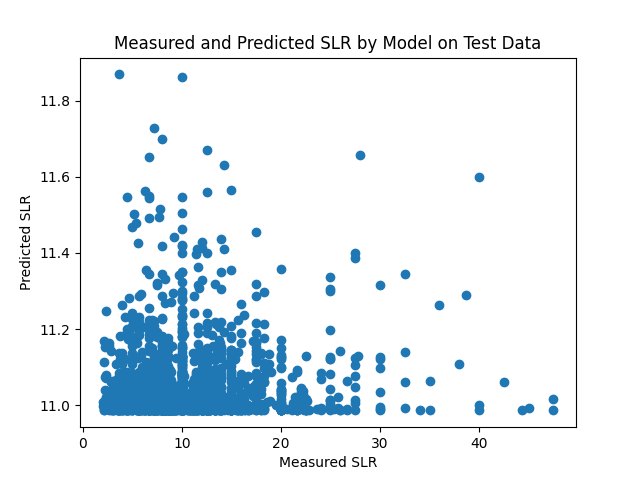 Measured and Predicted SLR by Model on Test Data
11.8
11.6
11.4
11.2
11.0
Predicted SLR
0 10 20 30 40
Measured SLR